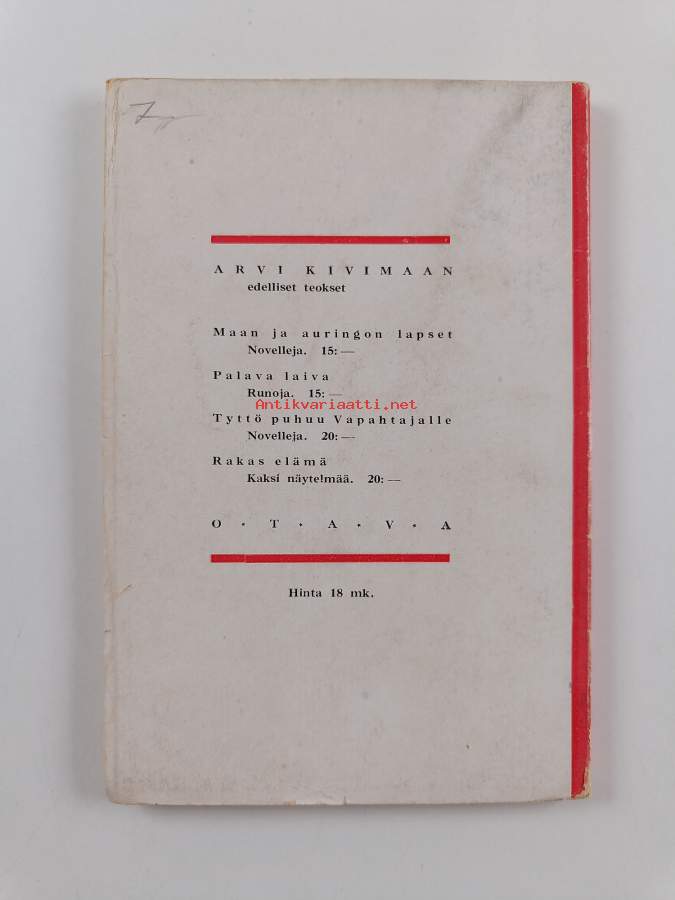 7
ARVI KIVIMAAN
edelliset teokset
Maan ja auringon lapset
Novelleja. 15: —
Palava laiva
Runoja. 15: —
Antikvariaatti.net
Tyttö puhuu Vapahtajalle
Novelleja. 20: —
Rakas elämä
Kaksi näytelmää. 20: —
O • T • A • V • A
Hinta 18 mk.